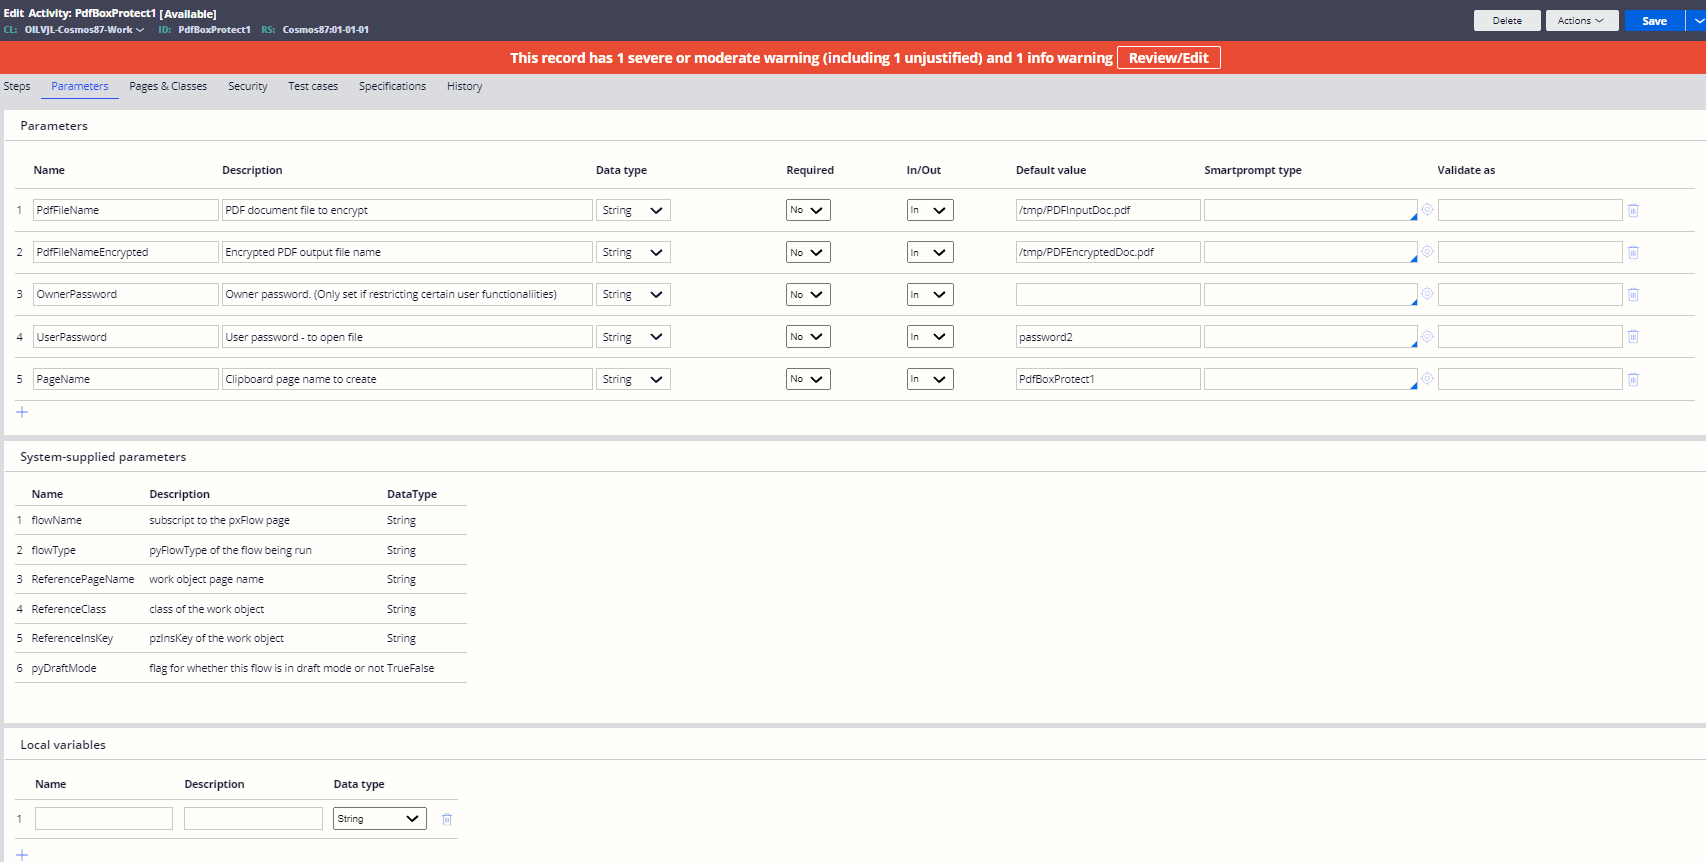 Edit Activity: PdfBoxProtect1 [Available]
CL: OILVJL-Cosmos87-Work ID: PdfBoxProtect1 RS: Cosmos87:01-01-01
Delete Actions Save
This record has 1 severe or moderate warning (including 1 unjustified) and 1 info warning Review/Edit
Steps Parameters Pages & Classes Security Test cases Specifications History
Parameters
Name Description Data type Required In/Out Default value Smartprompt type Validate as
1 PdfFileName PDF document file to encrypt String No In /tmp/PDFInputDoc.pdf
2 PdfFileNameEncrypted Encrypted PDF output file name String No In /tmp/PDFEncryptedDoc.pdf
3 OwnerPassword Owner password. (Only set if restricting certain user functionaliities) String No In
4 UserPassword User password - to open file String No In password2
5 PageName Clipboard page name to create String No In PdfBoxProtect1
System-supplied parameters
Name Description DataType
1 flowName subscript to the pxFlow page String
2 flowType pyFlowType of the flow being run String
3 ReferencePageName work object page name String
4 ReferenceClass class of the work object String
5 ReferenceInsKey pzInsKey of the work object String
6 pyDraftMode flag for whether this flow is in draft mode or not TrueFalse
Local variables
Name Description Data type
1 String